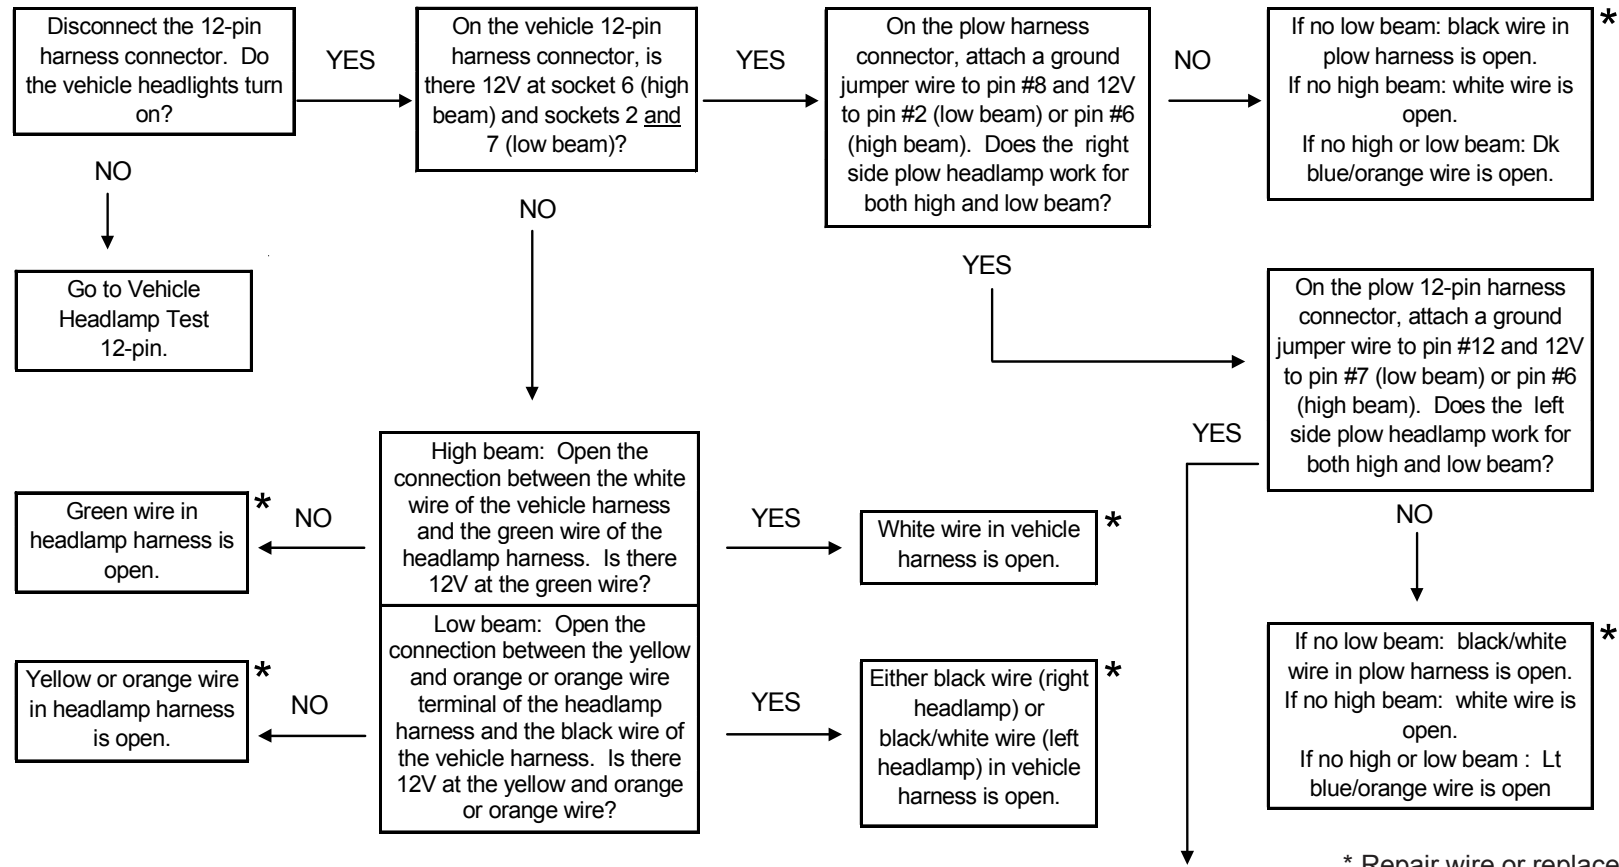 Disconnect the 12-pin
harness connector. Do
the vehicle headlights turn
on?
YES
On the vehicle 12-pin
harness connector, is
there 12V at socket 6 (high
beam) and sockets 2 and
7 (low beam)?
YES
On the plow harness
connector, attach a ground
jumper wire to pin #8 and 12V
to pin #2 (low beam) or pin #6
(high beam). Does the right
side plow headlamp work for
both high and low beam?
NO
If no low beam: black wire in
plow harness is open.
If no high beam: white wire is
open.
If no high or low beam: Dk
blue/orange wire is open.
*
NO
NO
YES
Go to Vehicle
Headlamp Test
12-pin.
On the plow 12-pin harness
connector, attach a ground
jumper wire to pin #12 and 12V
to pin #7 (low beam) or pin #6
(high beam). Does the left
side plow headlamp work for
both high and low beam?
YES
NO
High beam: Open the
connection between the white
wire of the vehicle harness
and the green wire of the
headlamp harness. Is there
12V at the green wire?
Green wire in
headlamp harness is
open.
*
NO
YES
White wire in vehicle
harness is open.
*
Low beam: Open the
connection between the yellow
and orange or orange wire
terminal of the headlamp
harness and the black wire of
the vehicle harness. Is there
12V at the yellow and orange
or orange wire?
Yellow or orange wire
in headlamp harness
is open.
*
NO
YES
Either black wire (right
headlamp) or
black/white wire (left
headlamp) in vehicle
harness is open.
*
If no low beam: black/white
wire in plow harness is open.
If no high beam: white wire is
open.
If no high or low beam : Lt
blue/orange wire is open
*
* Repair wire or replace